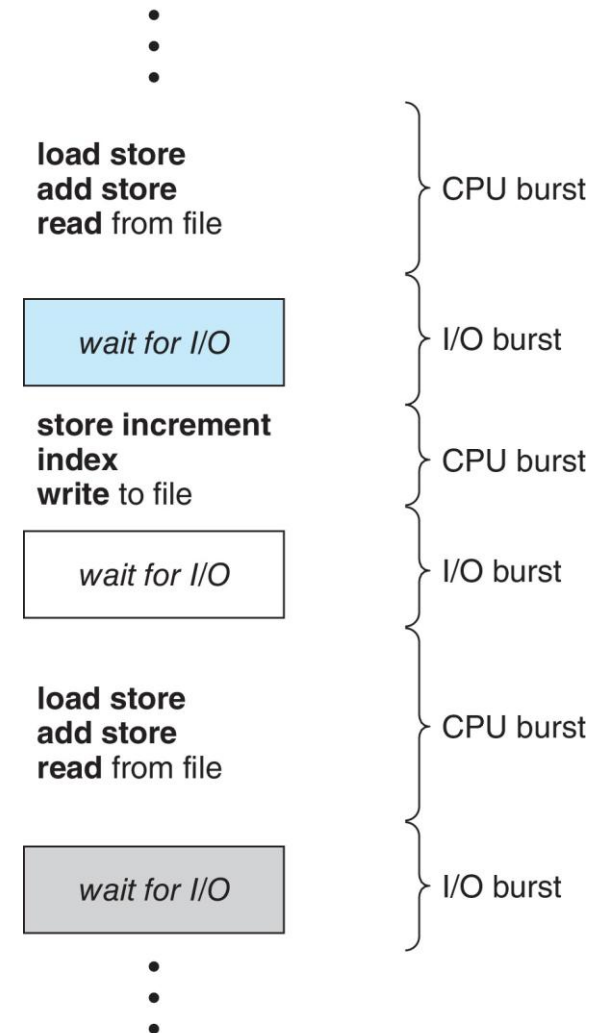 load store
add store
read from file
CPU burst
wait for I/O
I/O burst
store increment
index
write to file
CPU burst
wait for I/O
I/O burst
load store
add store
read from file
CPU burst
wait for I/O
I/O burst